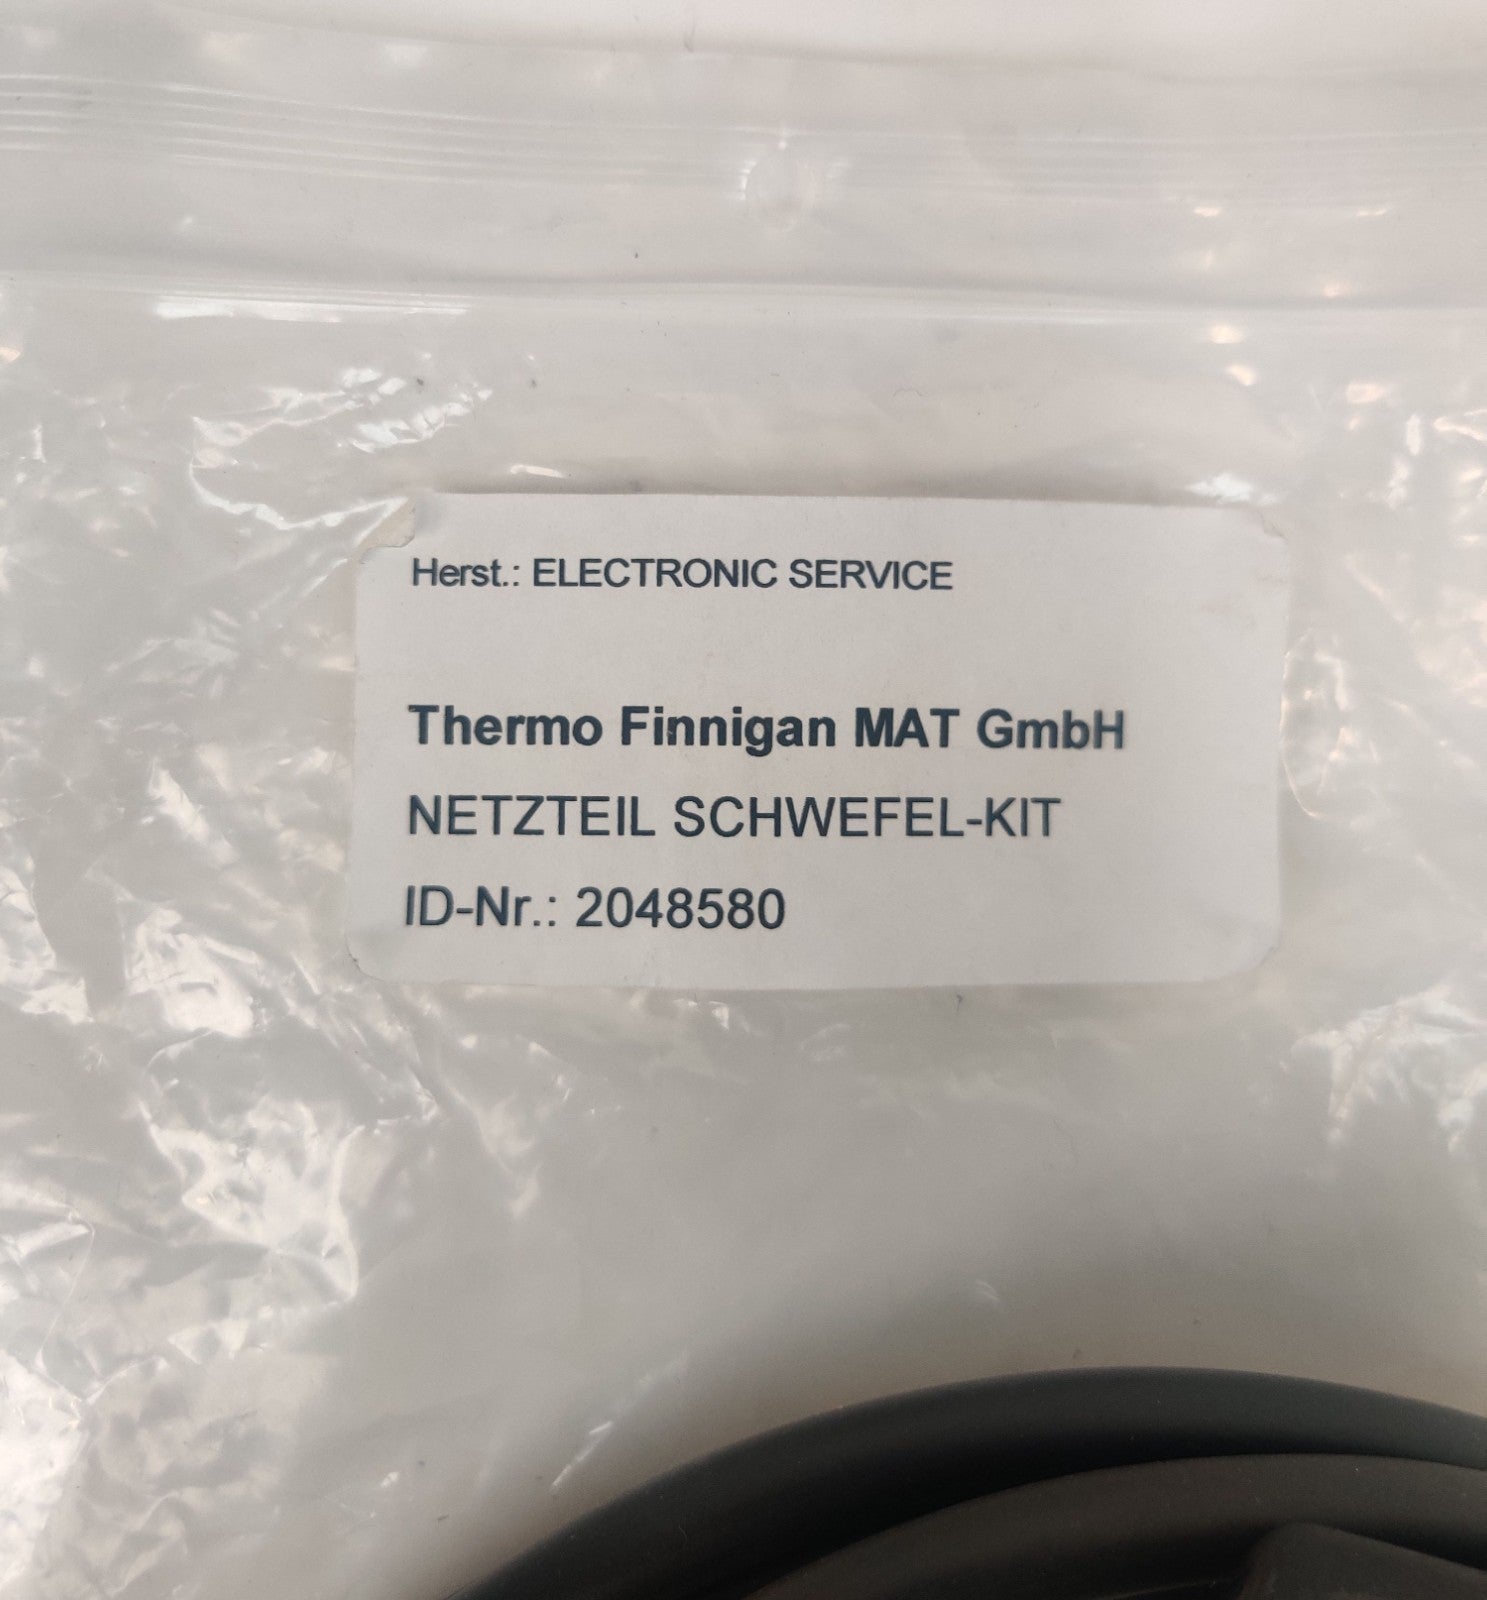 Herst.: ELECTRONIC SERVICE
Thermo Finnigan MAT GmbH
NETZTEIL SCHWEFEL-KIT
ID-Nr.: 2048580